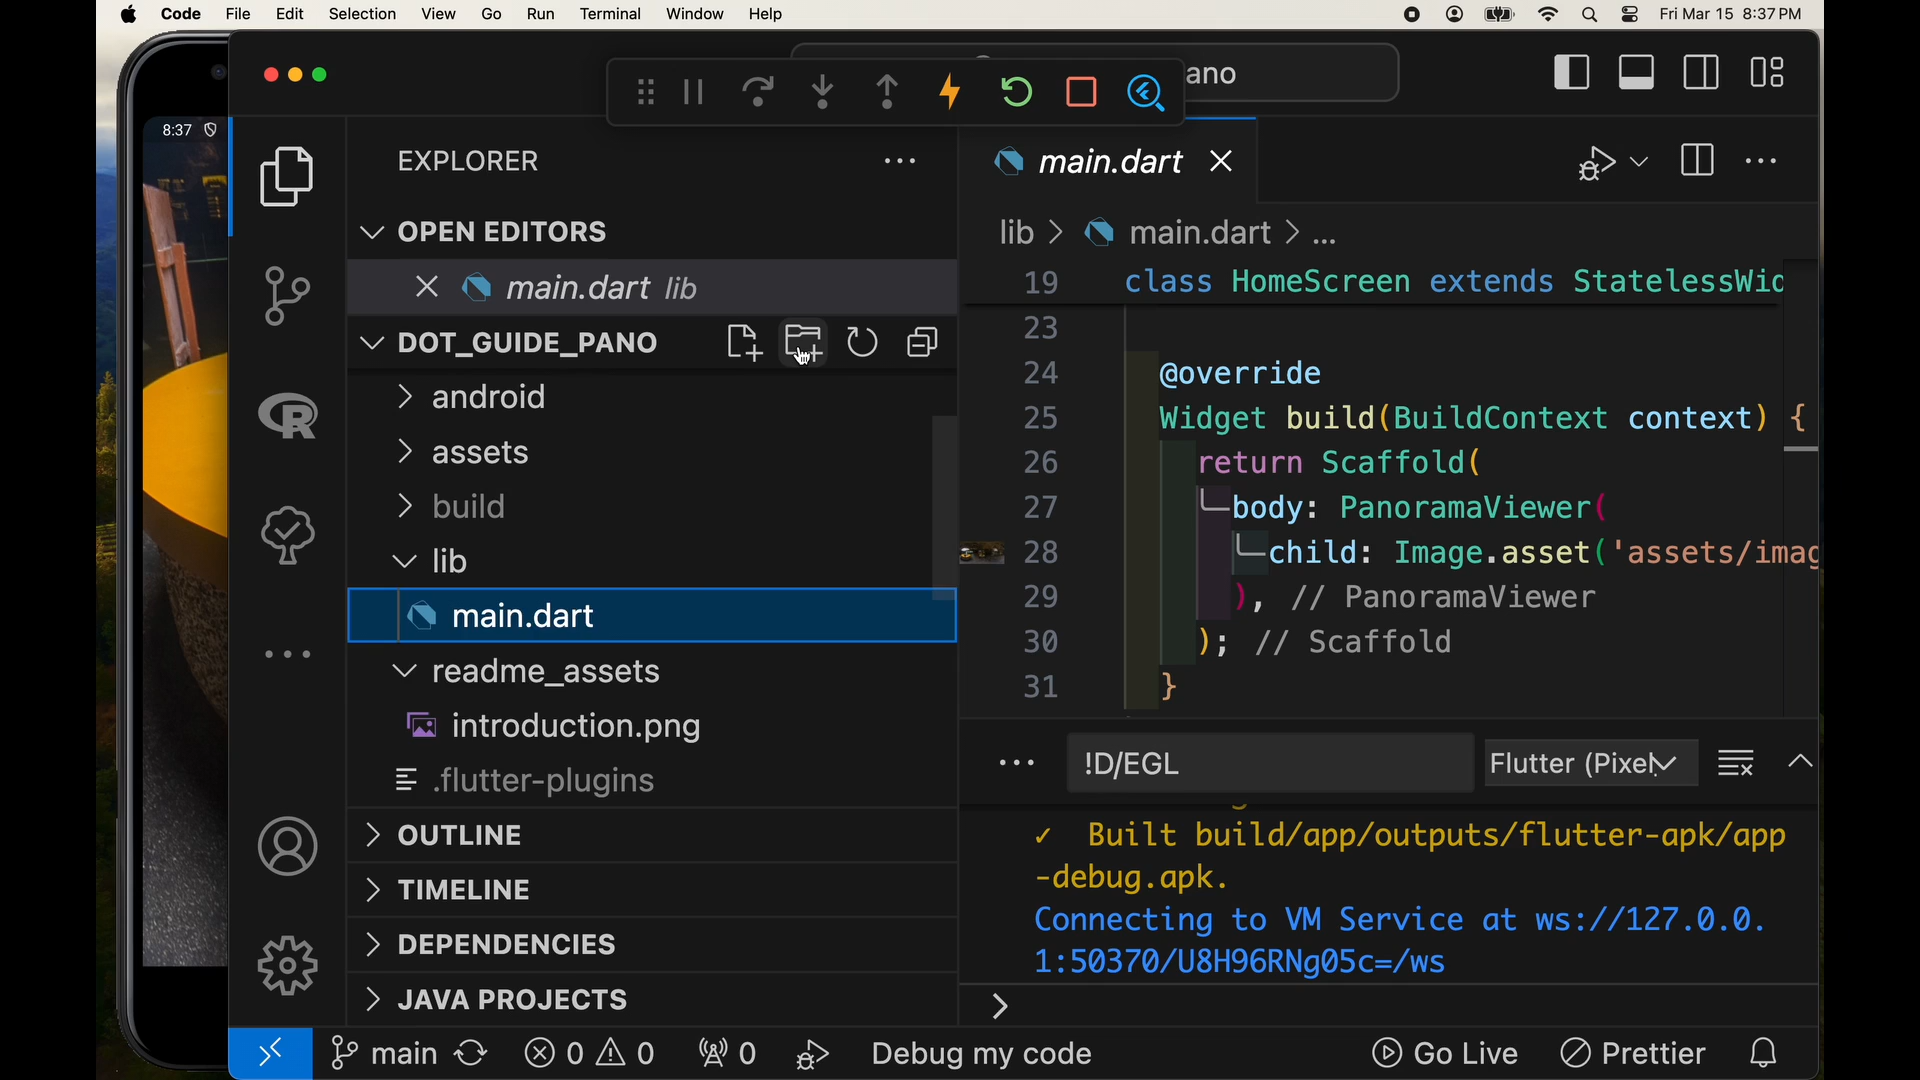 Code File Edit Selection View Go Run Terminal Window Help Fri Mar 15 8:37 PM
ano
8:37
EXPLORER
OPEN EDITORS
main.dart lib
DOT_GUIDE_PANO
android
assets
build
lib
main.dart
readme_assets
introduction.png
.flutter-plugins
OUTLINE
TIMELINE
DEPENDENCIES
JAVA PROJECTS
main.dart
lib > main.dart > ...
19 class HomeScreen extends StatelessWid
23
24 @override
25 Widget build(BuildContext context) {
26 return Scaffold(
27 body: PanoramaViewer(
28 child: Image.asset('assets/imag
29 ), // PanoramaViewer
30 ); // Scaffold
31 }
!D/EGL Flutter (Pixel
✓ Built build/app/outputs/flutter-apk/app
-debug.apk.
Connecting to VM Service at ws://127.0.0.
1:50370/U8H96RNg05c=/ws
>
main 0 0 0 Debug my code Go Live Prettier